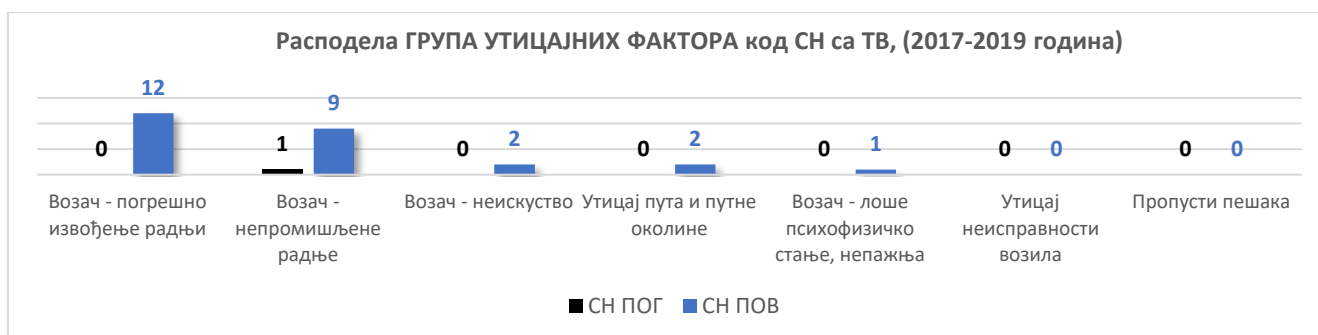 Расподела ГРУПА УТИЦАЈНИХ ФАКТОРА код СН са ТВ, (2017-2019 година)
0 12 1 9 0 2 0 2 0 1 0 0 0 0
Возач - погрешно извођење радњи
Возач - непромишљене радње
Возач - неискуство
Утицај пута и путне околине
Возач - лоше психофизичко стање, непажња
Утицај неисправности возила
Пропусти пешака
СН ПОГ СН ПОВ